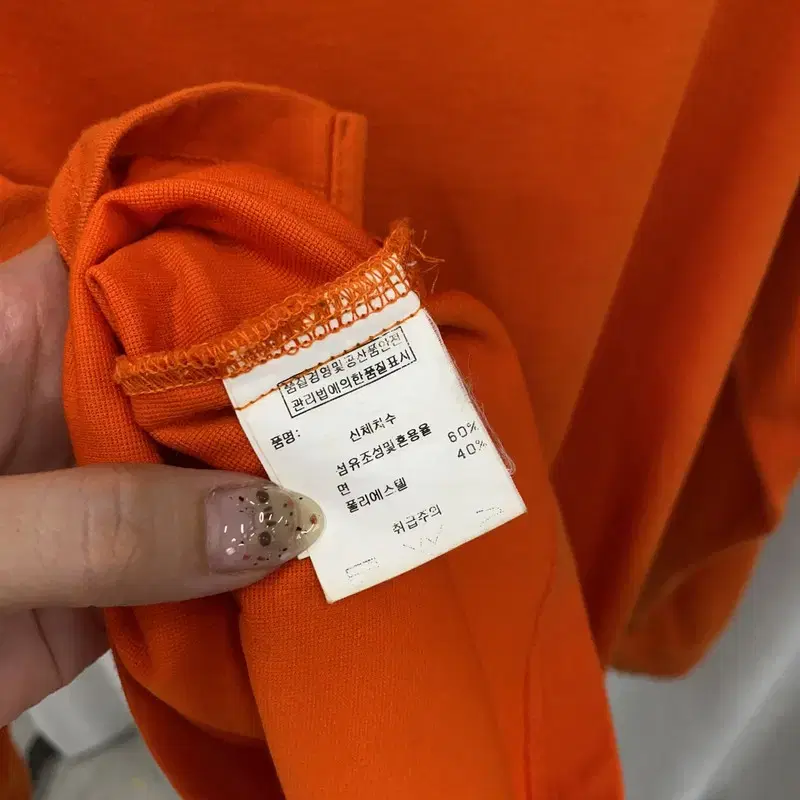 품질경영및공산품안전
관리법에의한품질표시
품명: 신체칫수
섬유조성및혼용율
면 60%
폴리에스텔 40%
취급주의